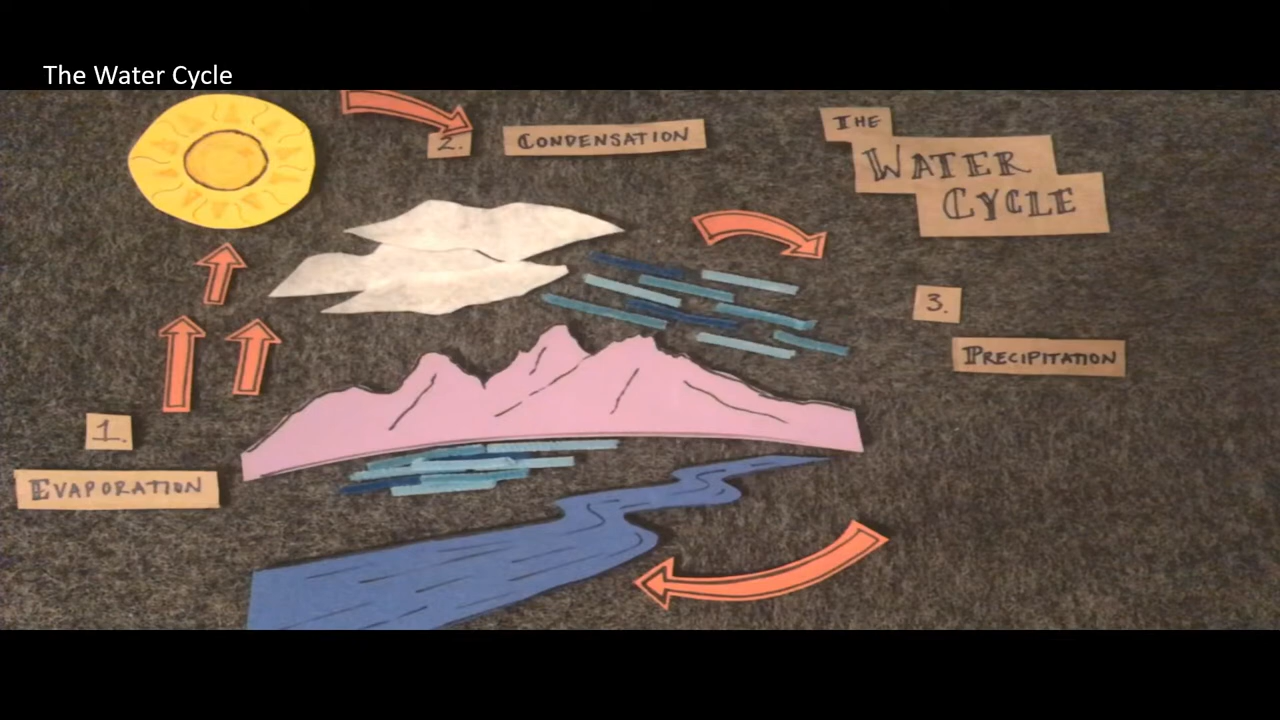 The Water Cycle
2.
CONDENSATION
THE
WATER
CYCLE
3.
PRECIPITATION
1.
EVAPORATION